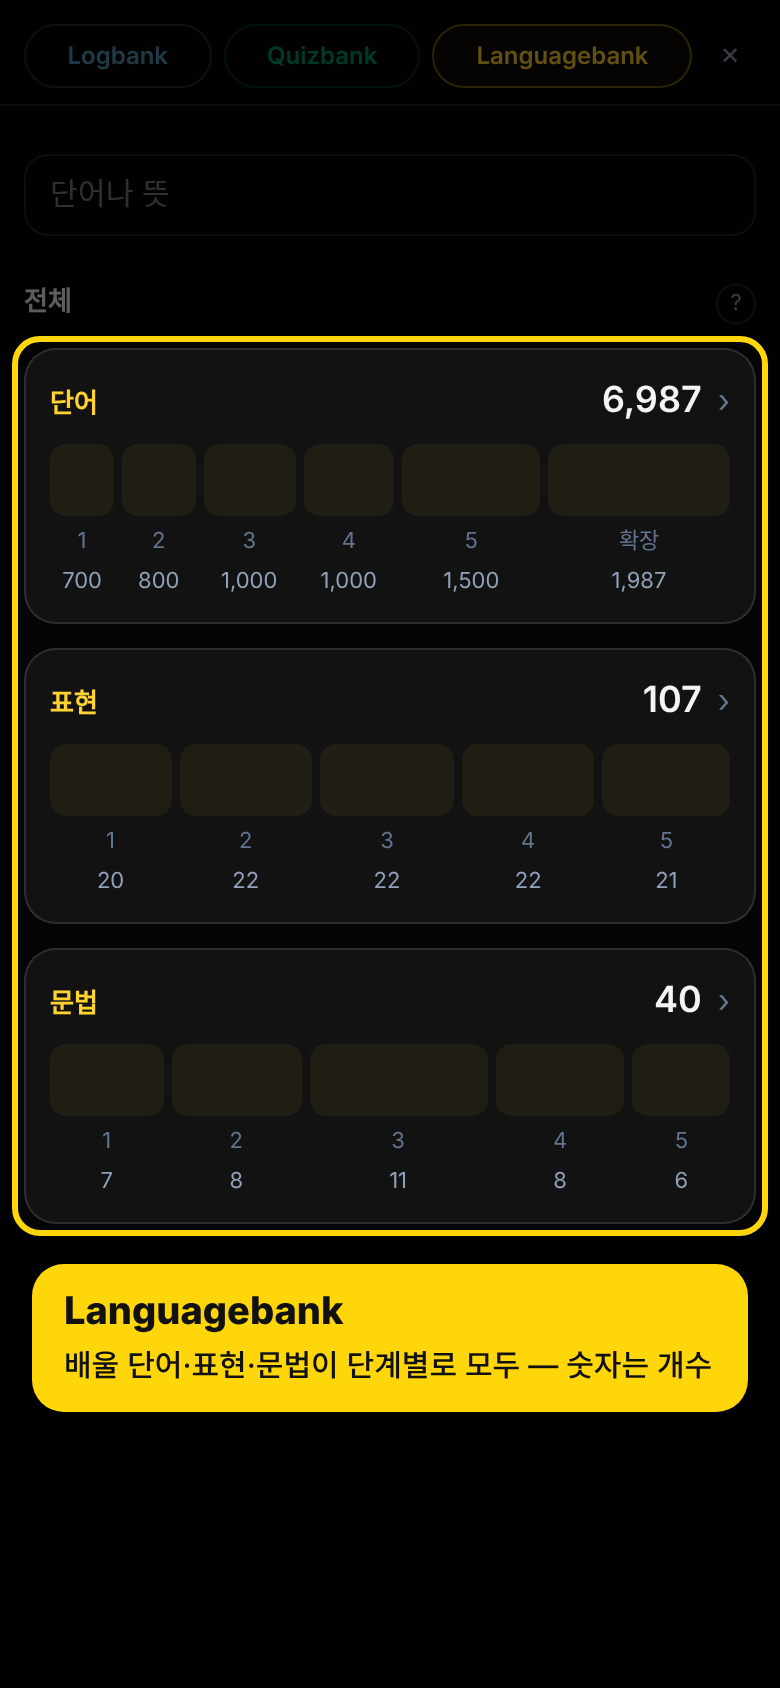 Logbank Quizbank Languagebank ×
단어나 뜻
전체 ?
단어 6,987 ›
1 2 3 4 5 확장
700 800 1,000 1,000 1,500 1,987
표현 107 ›
1 2 3 4 5
20 22 22 22 21
문법 40 ›
1 2 3 4 5
7 8 11 8 6
Languagebank
배울 단어·표현·문법이 단계별로 모두 — 숫자는 개수